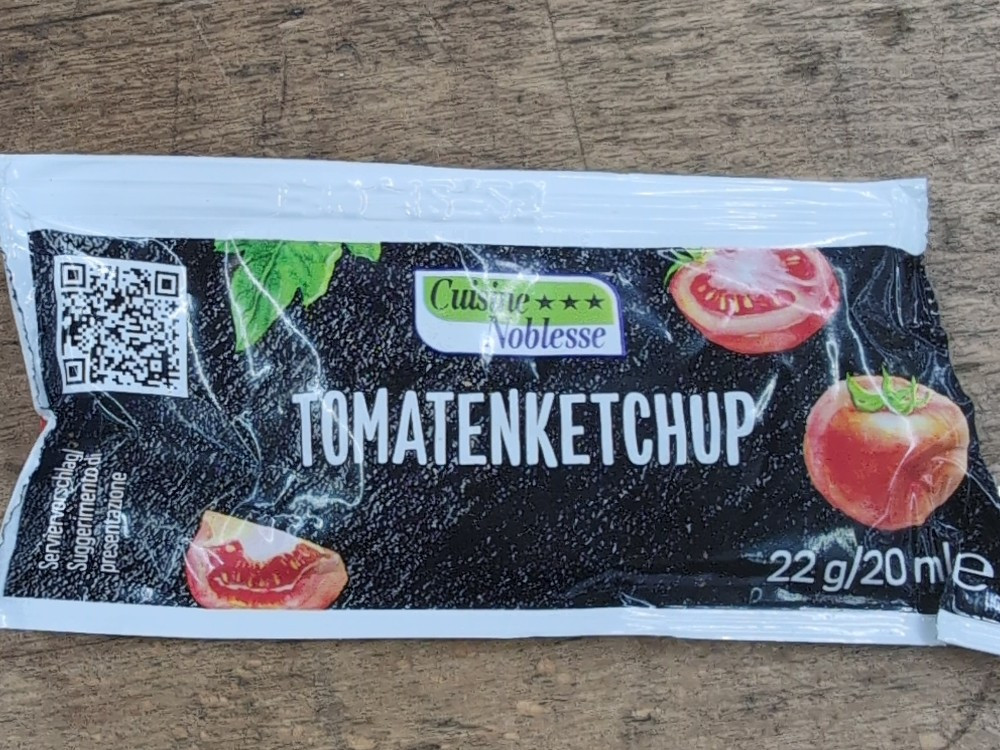 Cuisine ★★★
Noblesse
TOMATENKETCHUP
22 g/20 ml e
Serviervorschlag/
Suggerimento di
presentazione